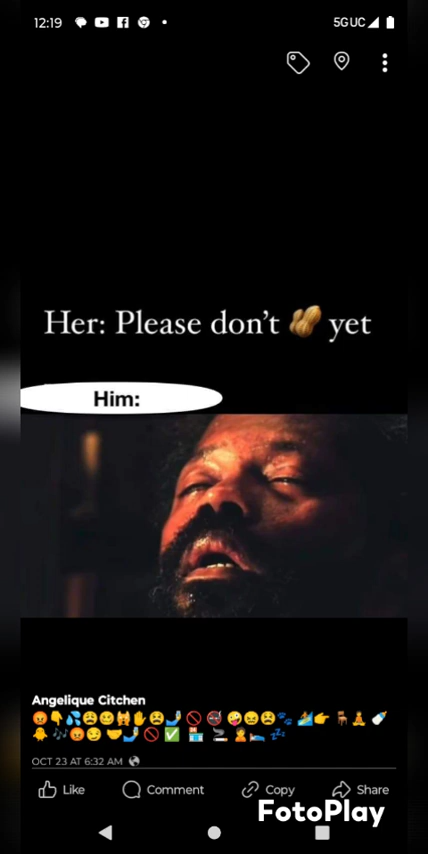 12:19
5G UC
Her: Please don't 🥜 yet
Him:
Angelique Citchen
OCT 23 AT 6:32 AM
Like Comment Copy Share
FotoPlay